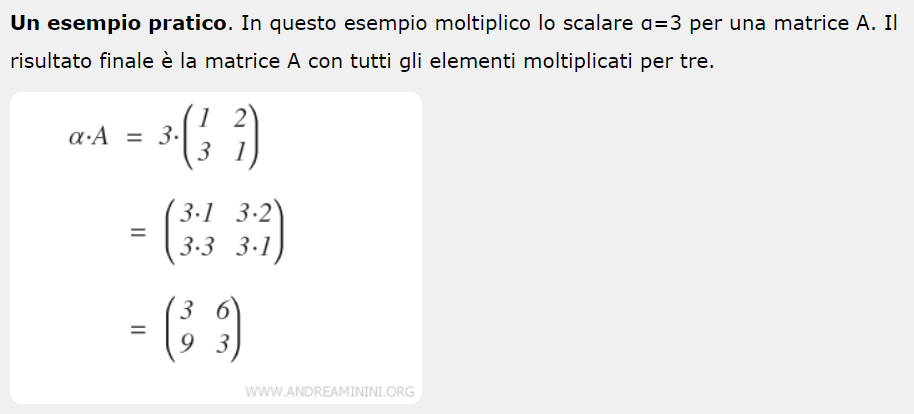 Un esempio pratico. In questo esempio moltiplico lo scalare α=3 per una matrice A. Il
risultato finale è la matrice A con tutti gli elementi moltiplicati per tre.
α·A = 3·(1 2
3 1)
= (3·1 3·2
3·3 3·1)
= (3 6
9 3)
WWW.ANDREAMININI.ORG